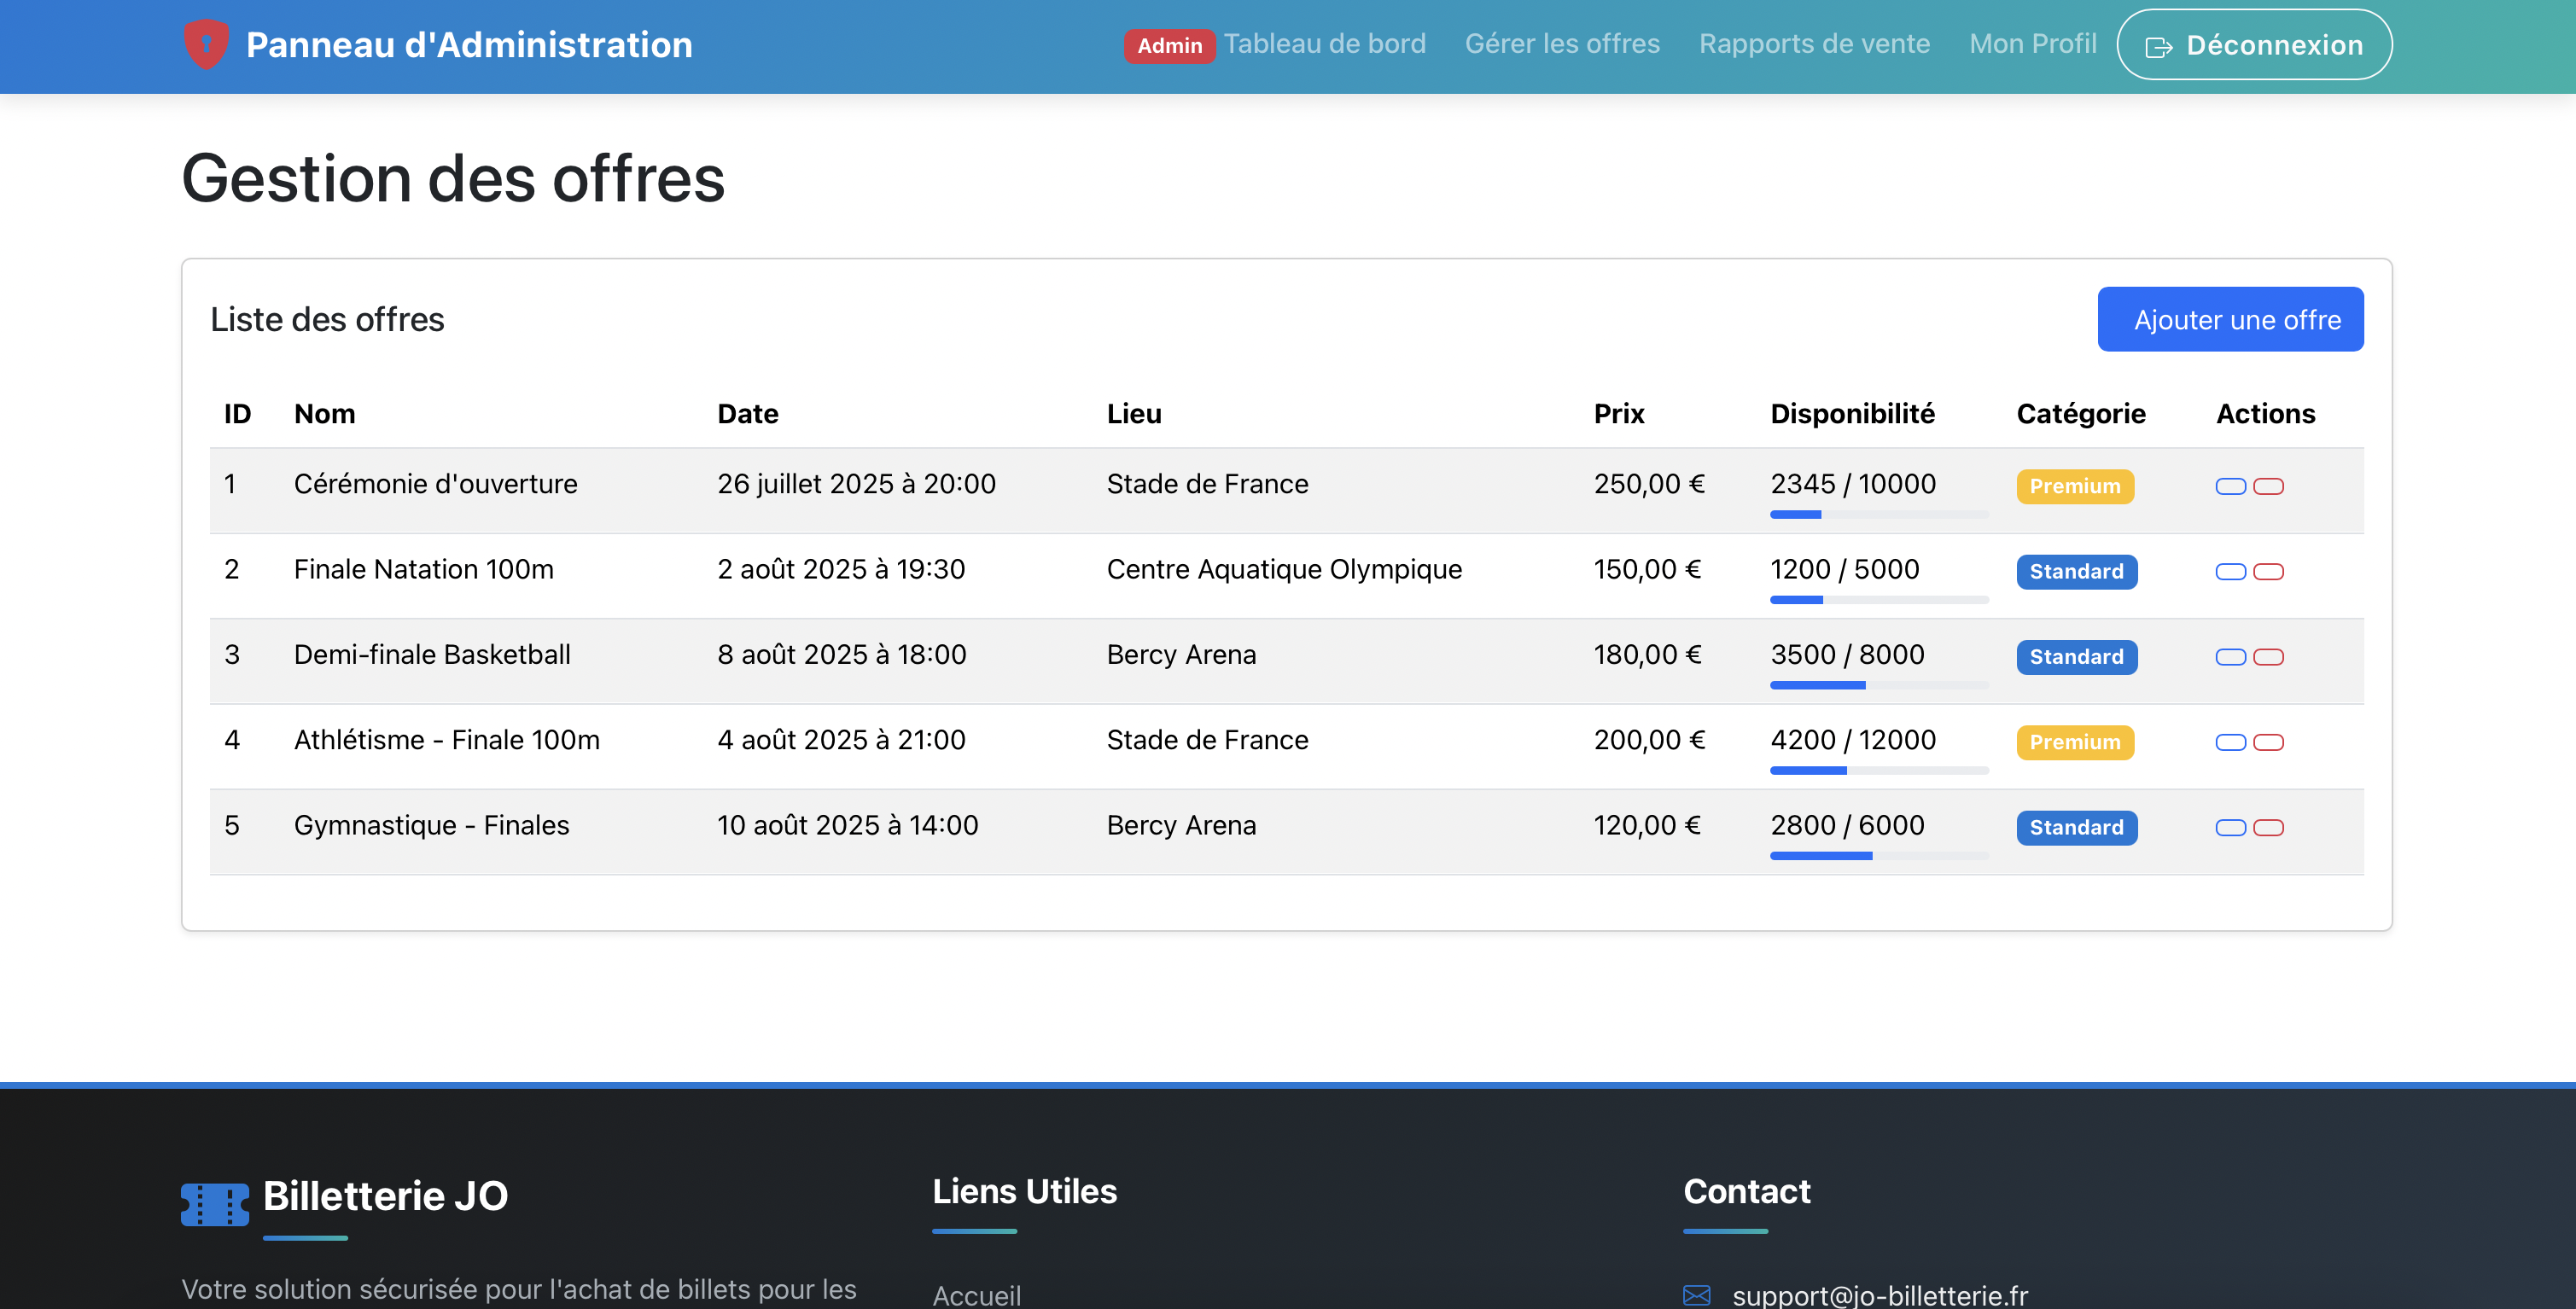 Panneau d'Administration
Admin Tableau de bord Gérer les offres Rapports de vente Mon Profil Déconnexion
Gestion des offres
Liste des offres
Ajouter une offre
ID Nom Date Lieu Prix Disponibilité Catégorie Actions
1 Cérémonie d'ouverture 26 juillet 2025 à 20:00 Stade de France 250,00 € 2345 / 10000 Premium
2 Finale Natation 100m 2 août 2025 à 19:30 Centre Aquatique Olympique 150,00 € 1200 / 5000 Standard
3 Demi-finale Basketball 8 août 2025 à 18:00 Bercy Arena 180,00 € 3500 / 8000 Standard
4 Athlétisme - Finale 100m 4 août 2025 à 21:00 Stade de France 200,00 € 4200 / 12000 Premium
5 Gymnastique - Finales 10 août 2025 à 14:00 Bercy Arena 120,00 € 2800 / 6000 Standard
Billetterie JO
Votre solution sécurisée pour l'achat de billets pour les
Liens Utiles
Accueil
Contact
support@jo-billetterie.fr